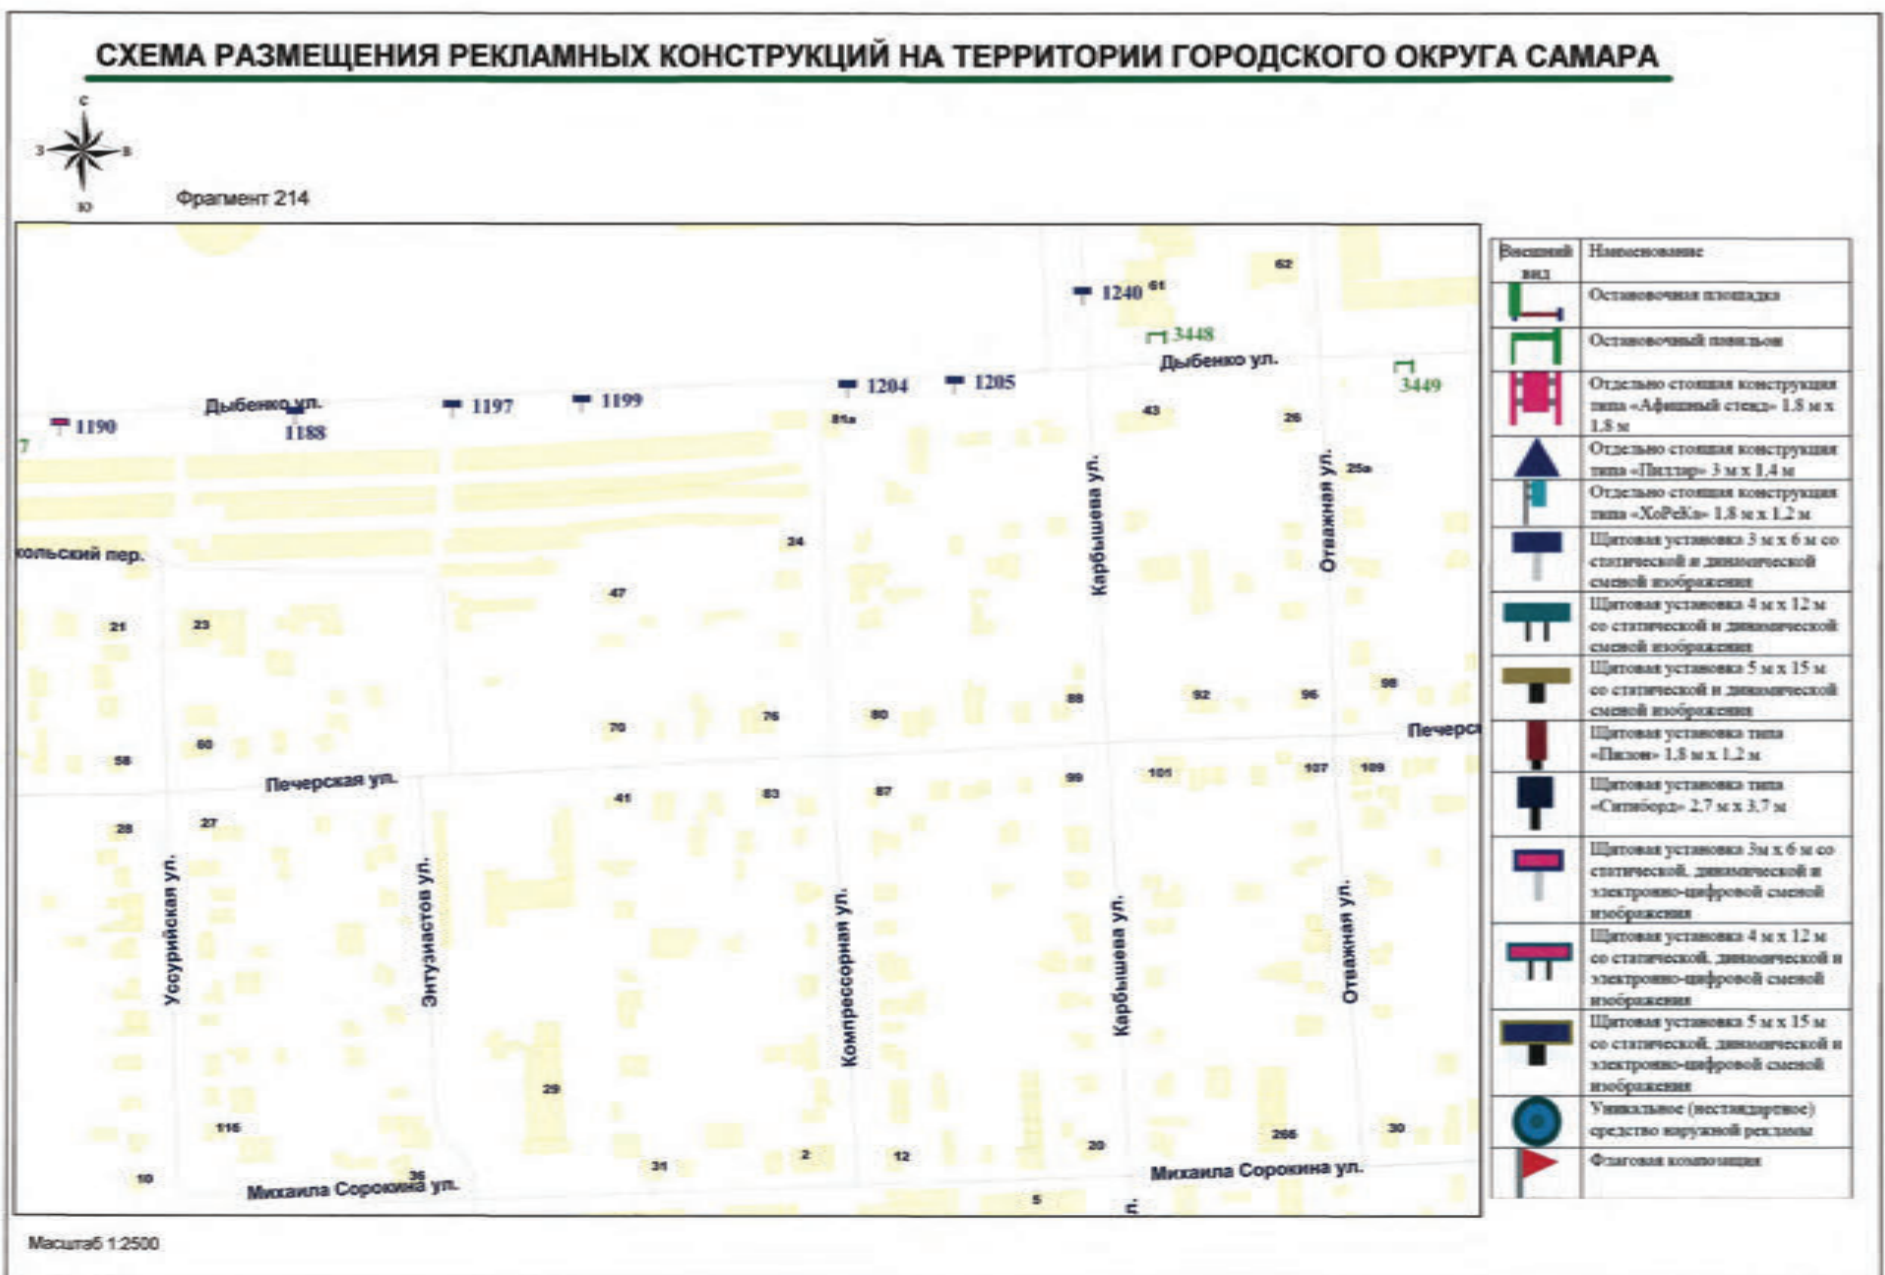 СХЕМА РАЗМЕЩЕНИЯ РЕКЛАМНЫХ КОНСТРУКЦИЙ НА ТЕРРИТОРИИ ГОРОДСКОГО ОКРУГА САМАРА
С
З В
Ю
Фрагмент 214
62
1240 61
3448
Дыбенко ул.
3449
1204 1205
1197 1199
Дыбенко ул.
1190 1188
7
81а 43 26
25а
Карбышева ул.
Отважная ул.
24
кольский пер.
47
21 23
98
88 92 96
76 80
70
Печерс
60
58
Печерская ул.
99 101 107 109
41 83 87
28 27
Уссурийская ул.
Энтузиастов ул.
Компрессорная ул.
Карбышева ул.
Отважная ул.
29
116
2 12 20 266 30
10 36 31
Михаила Сорокина ул.
Михаила Сорокина ул.
5 л.
Внешний вид Наименование
Остановочная площадка
Остановочный павильон
Отдельно стоящая конструкция
типа «Афишный стенд» 1.8 м х
1.8 м
Отдельно стоящая конструкция
типа «Пиллар» 3 м х 1,4 м
Отдельно стоящая конструкция
типа «ХоРеКа» 1.8 м х 1.2 м
Щитовая установка 3 м х 6 м со
статической и динамической
сменой изображения
Щитовая установка 4 м х 12 м
со статической и динамической
сменой изображения
Щитовая установка 5 м х 15 м
со статической и динамической
сменой изображения
Щитовая установка типа
«Пилон» 1,8 м х 1,2 м
Щитовая установка типа
«Ситиборд» 2,7 м х 3,7 м
Щитовая установка 3м х 6 м со
статической, динамической и
электронно-цифровой сменой
изображения
Щитовая установка 4 м х 12 м
со статической, динамической и
электронно-цифровой сменой
изображения
Щитовая установка 5 м х 15 м
со статической, динамической и
электронно-цифровой сменой
изображения
Уникальное (нестандартное)
средство наружной рекламы
Флаговая композиция
Масштаб 1:2500